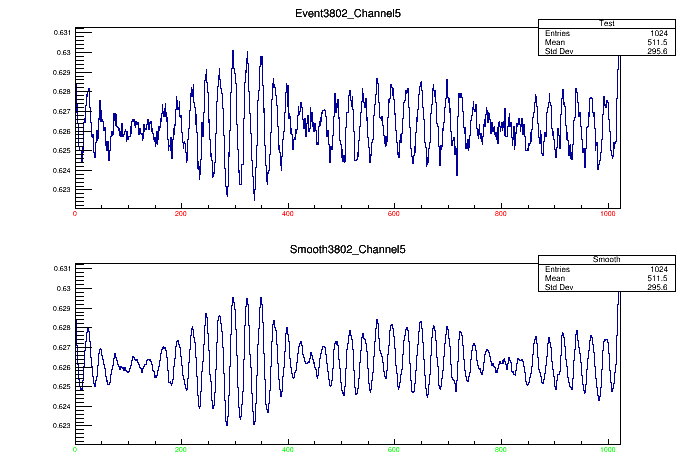 Event3802_Channel5
Test
Entries 1024
Mean 511.5
Std Dev 295.6
0.631
0.63
0.629
0.628
0.627
0.626
0.625
0.624
0.623
0 200 400 600 800 1000
Smooth3802_Channel5
Smooth
Entries 1024
Mean 511.5
Std Dev 295.6
0.631
0.63
0.629
0.628
0.627
0.626
0.625
0.624
0.623
0 200 400 600 800 1000